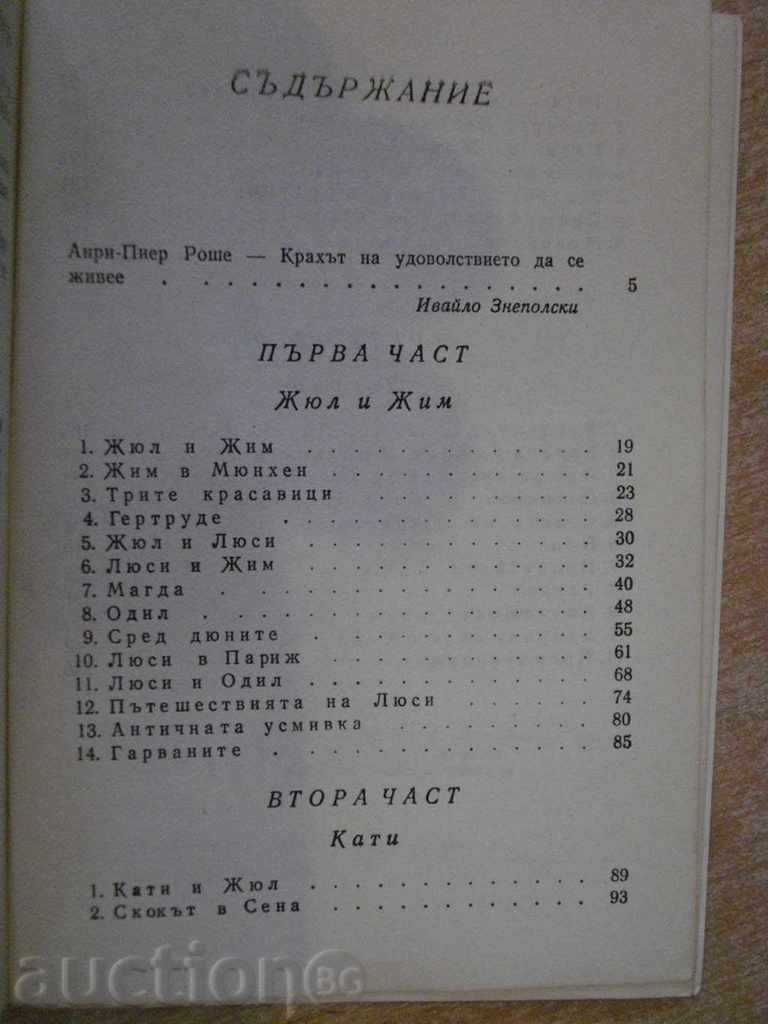 СЪДЪРЖАНИЕ
Анри-Пиер Роше — Крахът на удоволствието да се
живее . . . . . . . . . . . . . . . . . . 5
Ивайло Знеполски
ПЪРВА ЧАСТ
Жюл и Жим
1. Жюл и Жим . . . . . . . . . . . . . 19
2. Жим в Мюнхен . . . . . . . . . . . . 21
3. Трите красавици . . . . . . . . . . 23
4. Гертруде . . . . . . . . . . . . . . 28
5. Жюл и Люси . . . . . . . . . . . . . 30
6. Люси и Жим . . . . . . . . . . . . . 32
7. Магда . . . . . . . . . . . . . . . 40
8. Одил . . . . . . . . . . . . . . . . 48
9. Сред дюните . . . . . . . . . . . . 55
10. Люси в Париж . . . . . . . . . . . . 61
11. Люси и Одил . . . . . . . . . . . . . 68
12. Пътешествията на Люси . . . . . . 74
13. Античната усмивка . . . . . . . . . 80
14. Гарваните . . . . . . . . . . . . . . 85
ВТОРА ЧАСТ
Кати
1. Кати и Жюл . . . . . . . . . . . . . 89
2. Скокът в Сена . . . . . . . . . . . . 93
auctionBG